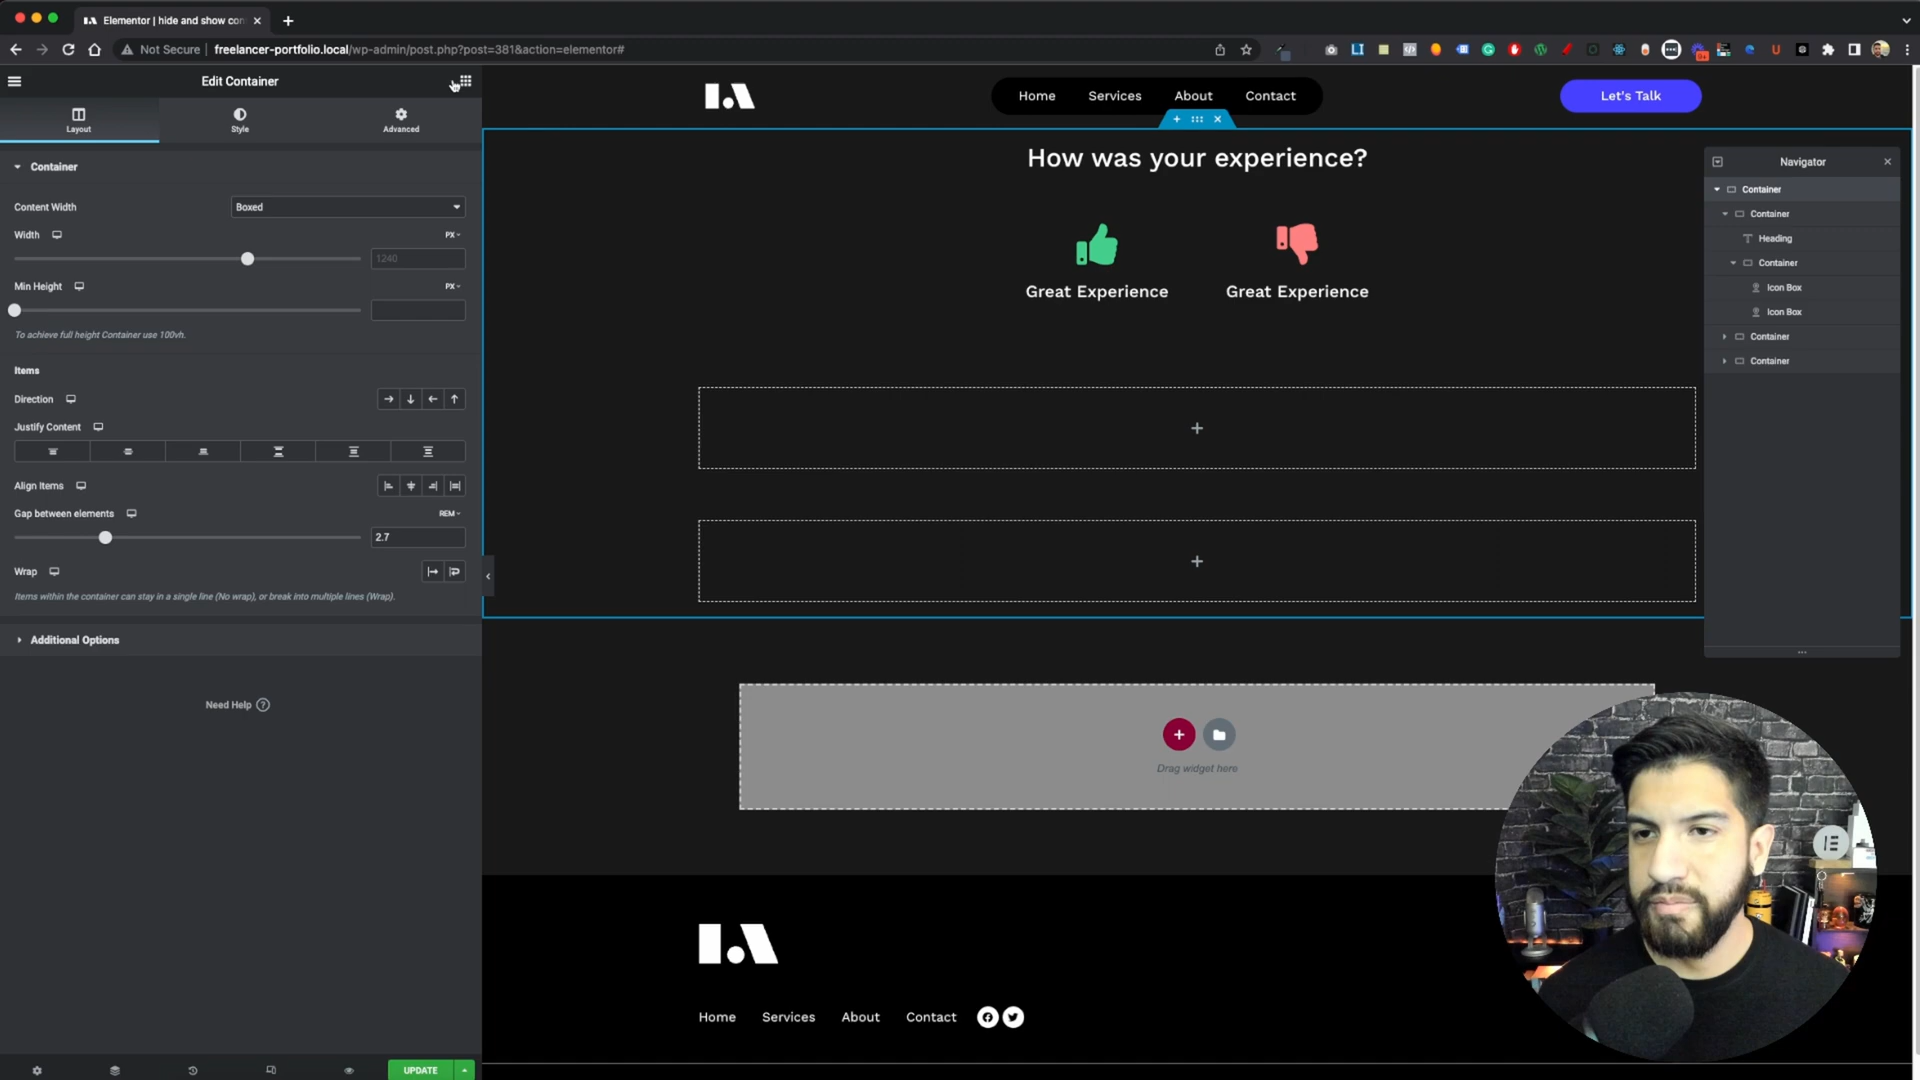 Elementor | hide and show con
Not Secure | freelancer-portfolio.local/wp-admin/post.php?post=381&action=elementor#
Edit Container
Layout
Style
Advanced
Container
Content Width
Boxed
Width
PX
1240
Min Height
PX
To achieve full height Container use 100vh.
Items
Direction
Justify Content
Align Items
Gap between elements
REM
2.7
Wrap
Items within the container can stay in a single line (No wrap), or break into multiple lines (Wrap).
Additional Options
Need Help
UPDATE
Home
Services
About
Contact
Let's Talk
How was your experience?
Great Experience
Great Experience
Drag widget here
Home
Services
About
Contact
Navigator
Container
Container
Heading
Container
Icon Box
Icon Box
Container
Container